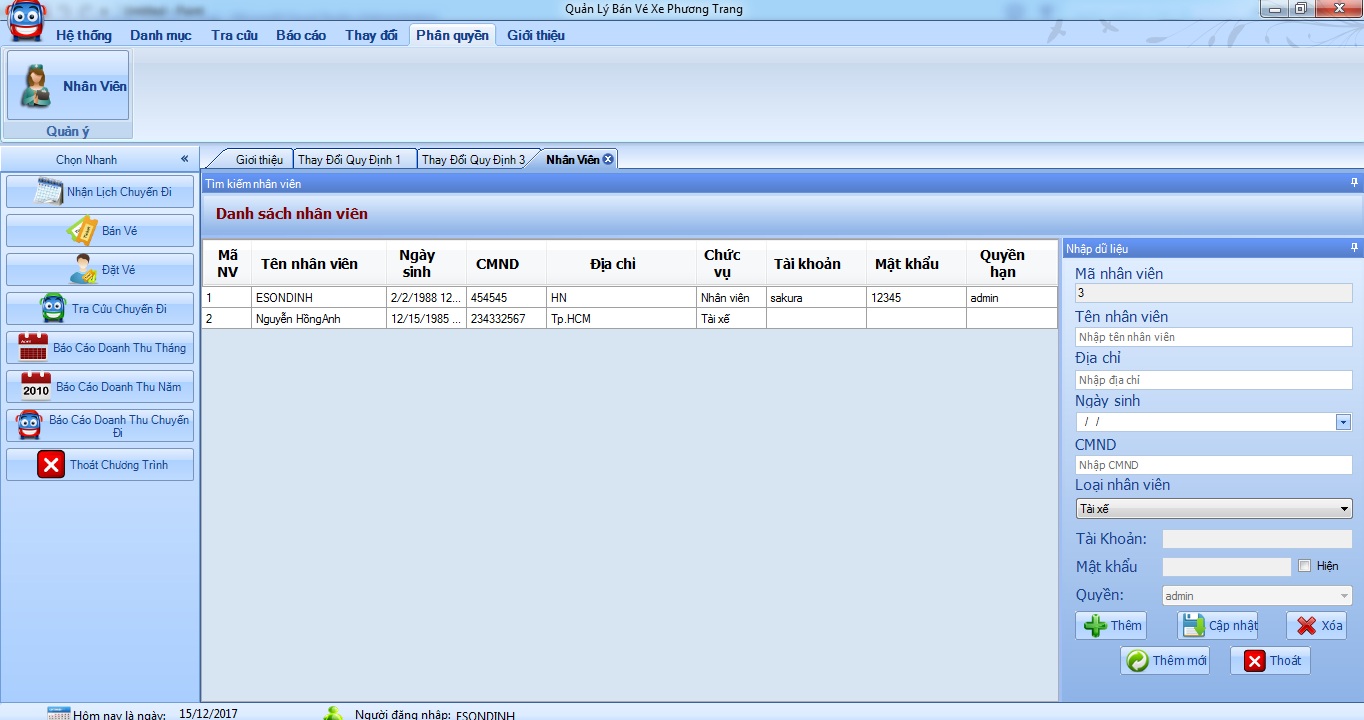 Quản Lý Bán Vé Xe Phương Trang
Hệ thống Danh mục Tra cứu Báo cáo Thay đổi Phân quyền Giới thiệu
Nhân Viên
Quản ý
Chọn Nhanh «
Giơi thiệu Thay Đổi Quy Định 1 Thay Đổi Quy Định 3 Nhân Viên
Nhận Lịch Chuyến Đi
Bán Vé
Đặt Vé
Tra Cứu Chuyến Đi
Báo Cáo Doanh Thu Tháng
2010 Báo Cáo Doanh Thu Năm
Báo Cáo Doanh Thu Chuyến
Đi
Thoát Chương Trình
Tìm kiếm nhân viên
Danh sách nhân viên
Mã NV Tên nhân viên Ngày sinh CMND Địa chỉ Chức vụ Tài khoản Mật khẩu Quyền hạn
1 ESONDINH 2/2/1988 12... 454545 HN Nhân viên sakura 12345 admin
2 Nguyễn HồngAnh 12/15/1985 ... 234332567 Tp.HCM Tài xế
Nhập dữ liệu
Mã nhân viên
3
Tên nhân viên
Nhập tên nhân viên
Địa chỉ
Nhập địa chỉ
Ngày sinh
/ /
CMND
Nhập CMND
Loại nhân viên
Tài xế
Tài Khoản:
Mật khẩu Hiện
Quyền: admin
Thêm Cập nhật Xóa
Thêm mới Thoát
Hôm nay là ngày: 15/12/2017 Người đăng nhập: ESONDINH